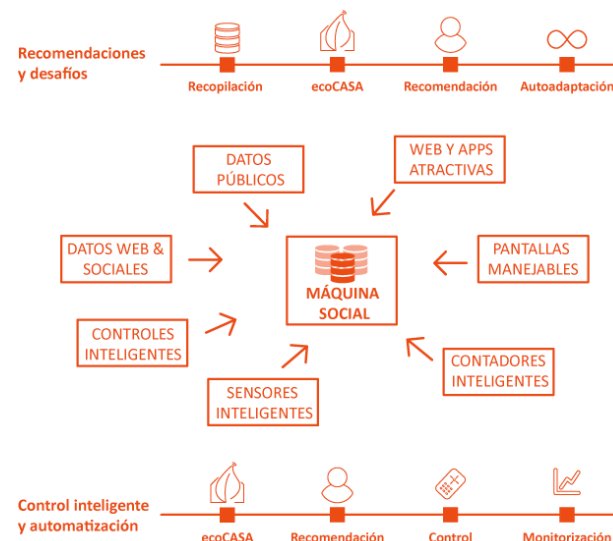 Recomendaciones
y desafíos
Recopilación
ecoCASA
Recomendación
Autoadaptación
DATOS
PÚBLICOS
WEB Y APPS
ATRACTIVAS
DATOS WEB &
SOCIALES
MÁQUINA
SOCIAL
PANTALLAS
MANEJABLES
CONTROLES
INTELIGENTES
SENSORES
INTELIGENTES
CONTADORES
INTELIGENTES
Control inteligente
y automatización
ecoCASA
Recomendación
Control
Monitorización